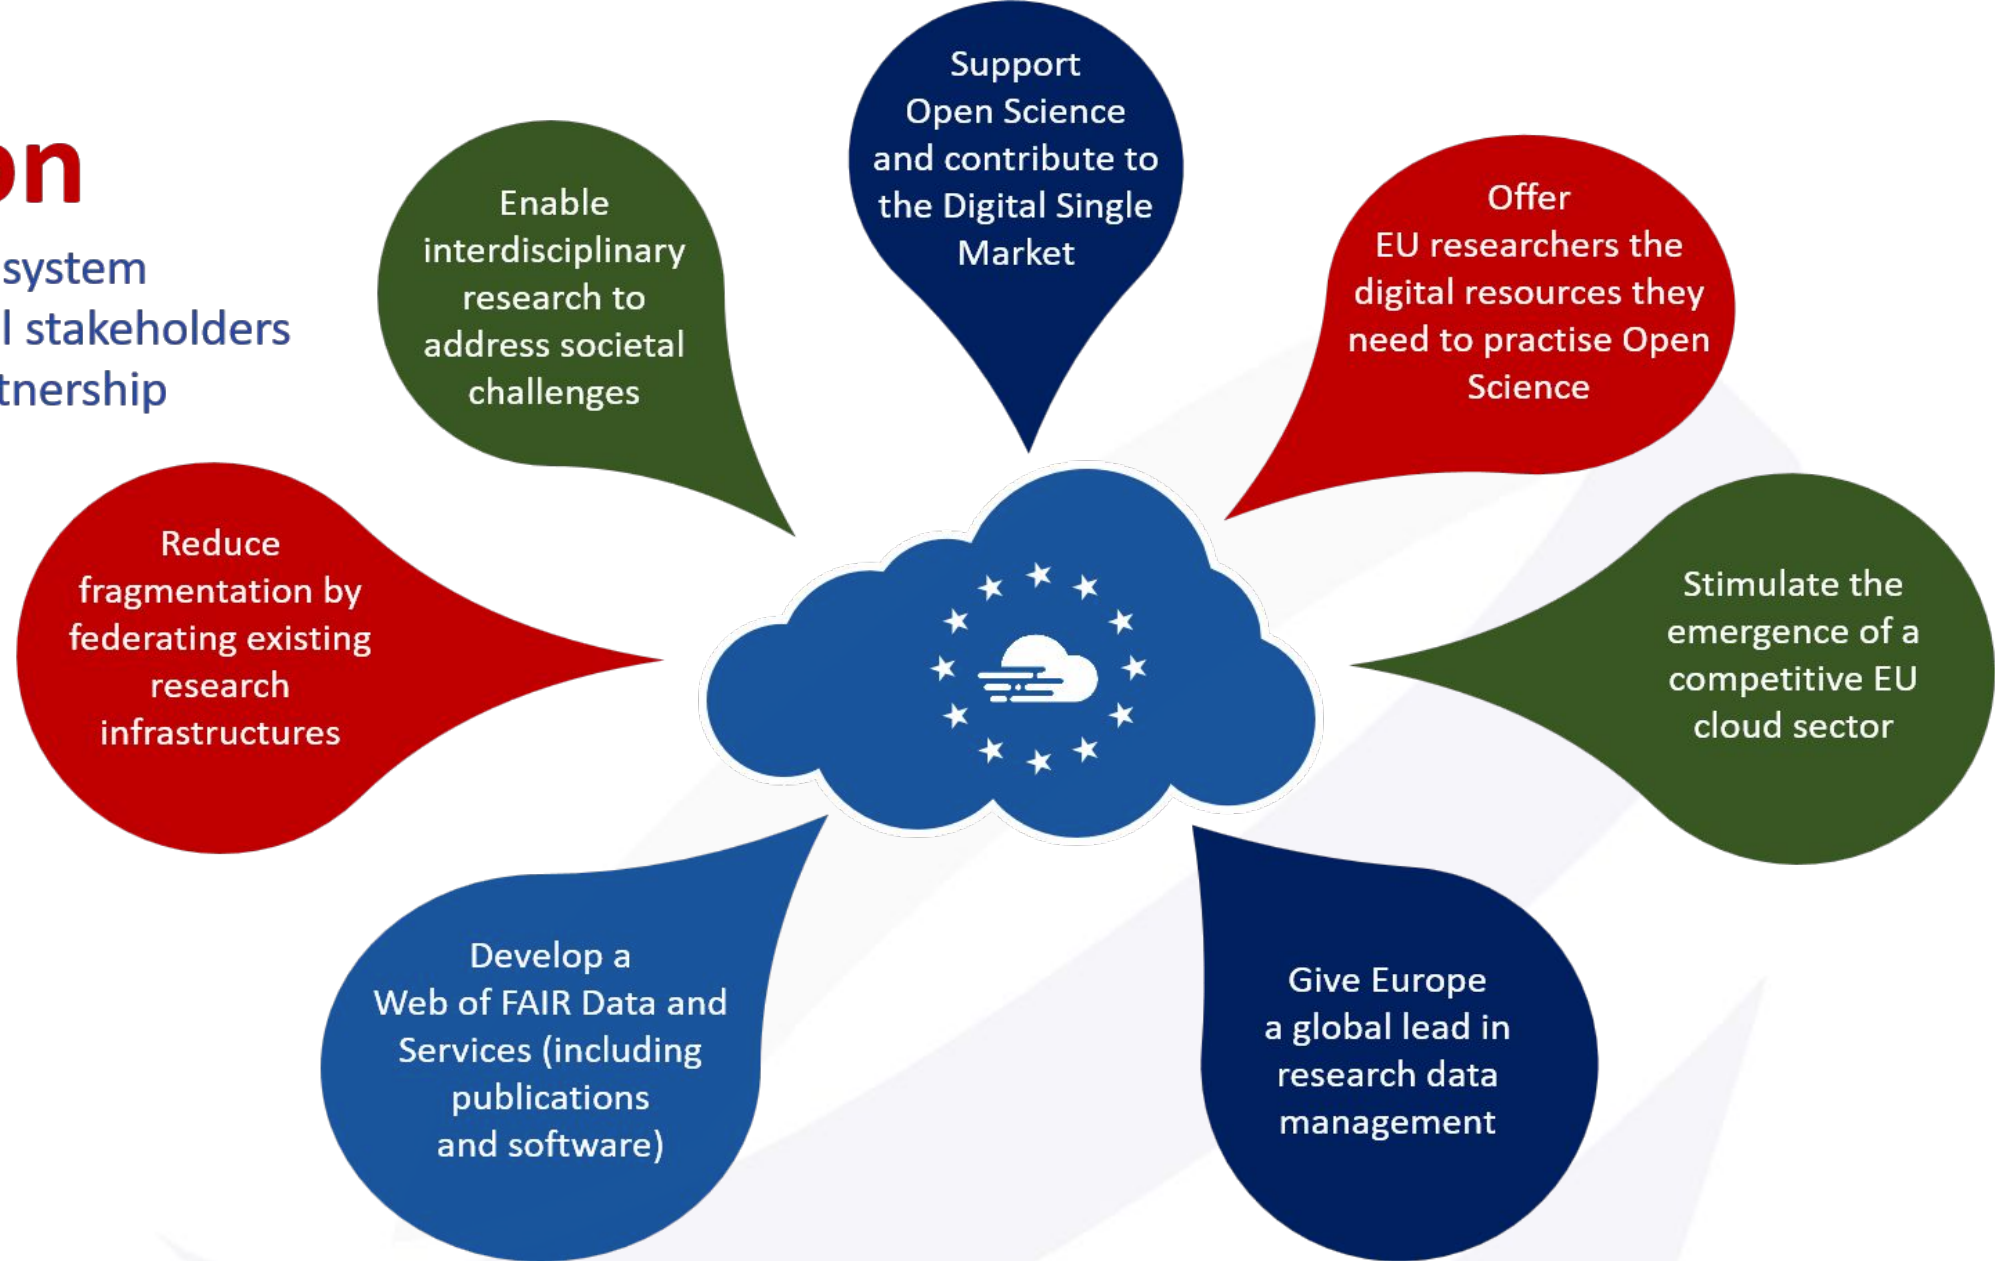 on
system
l stakeholders
tnership
Support
Open Science
and contribute to
the Digital Single
Market
Enable
interdisciplinary
research to
address societal
challenges
Offer
EU researchers the
digital resources they
need to practise Open
Science
Reduce
fragmentation by
federating existing
research
infrastructures
Stimulate the
emergence of a
competitive EU
cloud sector
Develop a
Web of FAIR Data and
Services (including
publications
and software)
Give Europe
a global lead in
research data
management